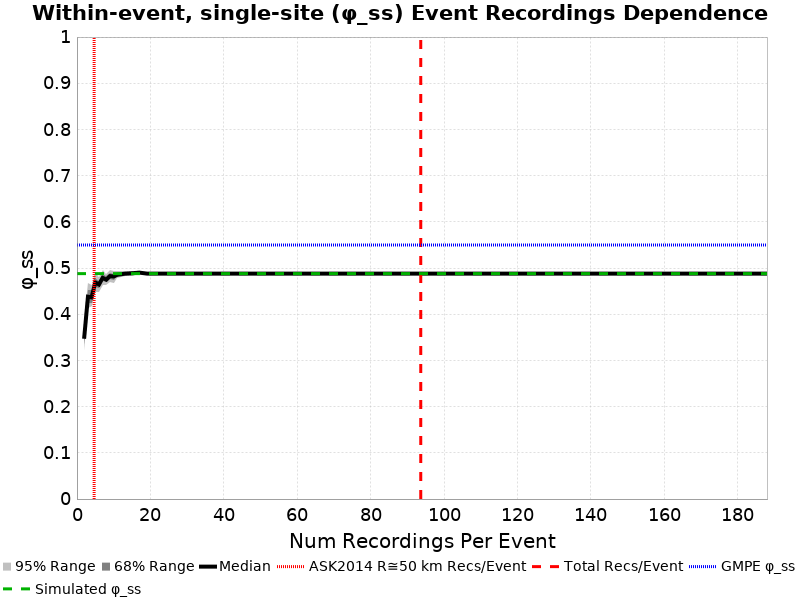 Within-event, single-site (φ_ss) Event Recordings Dependence
1
0.9
0.8
0.7
0.6
0.5
0.4
0.3
0.2
0.1
0
φ_ss
0 20 40 60 80 100 120 140 160 180
Num Recordings Per Event
95% Range 68% Range Median ASK2014 R≅50 km Recs/Event Total Recs/Event GMPE φ_ss
Simulated φ_ss